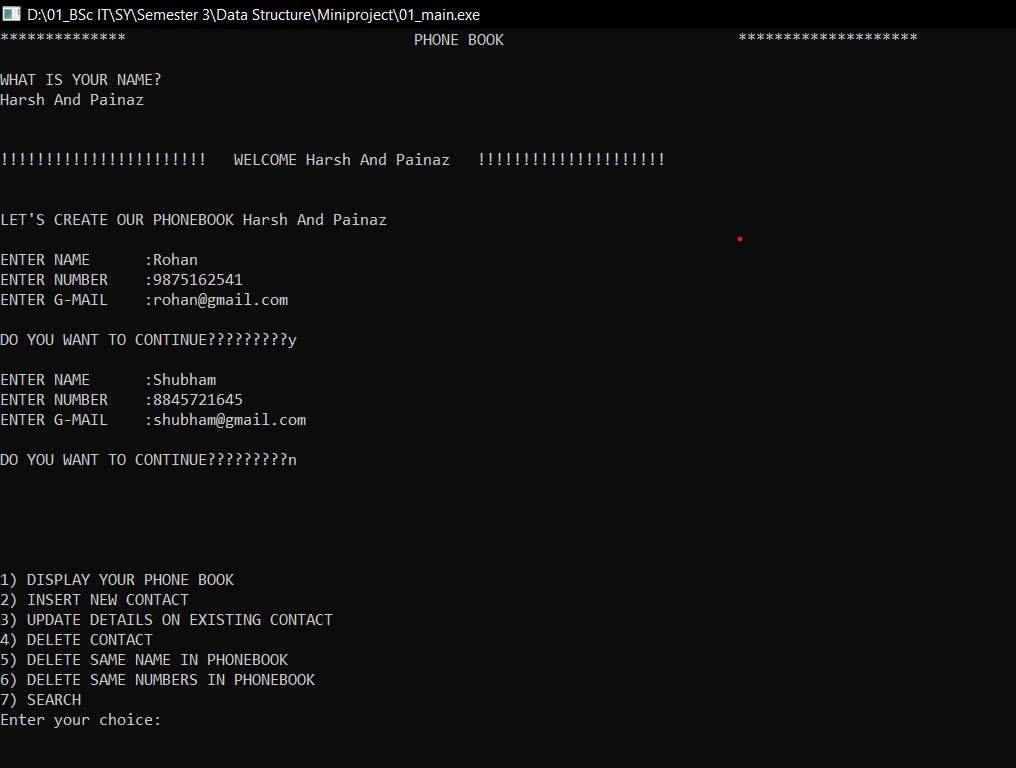 D:\01_BSc IT\SY\Semester 3\Data Structure\Miniproject\01_main.exe
************** PHONE BOOK ********************
WHAT IS YOUR NAME?
Harsh And Painaz
!!!!!!!!!!!!!!!!!!!!!!! WELCOME Harsh And Painaz !!!!!!!!!!!!!!!!!!!!!
LET'S CREATE OUR PHONEBOOK Harsh And Painaz
ENTER NAME :Rohan
ENTER NUMBER :9875162541
ENTER G-MAIL :rohan@gmail.com
DO YOU WANT TO CONTINUE?????????y
ENTER NAME :Shubham
ENTER NUMBER :8845721645
ENTER G-MAIL :shubham@gmail.com
DO YOU WANT TO CONTINUE?????????n
1) DISPLAY YOUR PHONE BOOK
2) INSERT NEW CONTACT
3) UPDATE DETAILS ON EXISTING CONTACT
4) DELETE CONTACT
5) DELETE SAME NAME IN PHONEBOOK
6) DELETE SAME NUMBERS IN PHONEBOOK
7) SEARCH
Enter your choice: